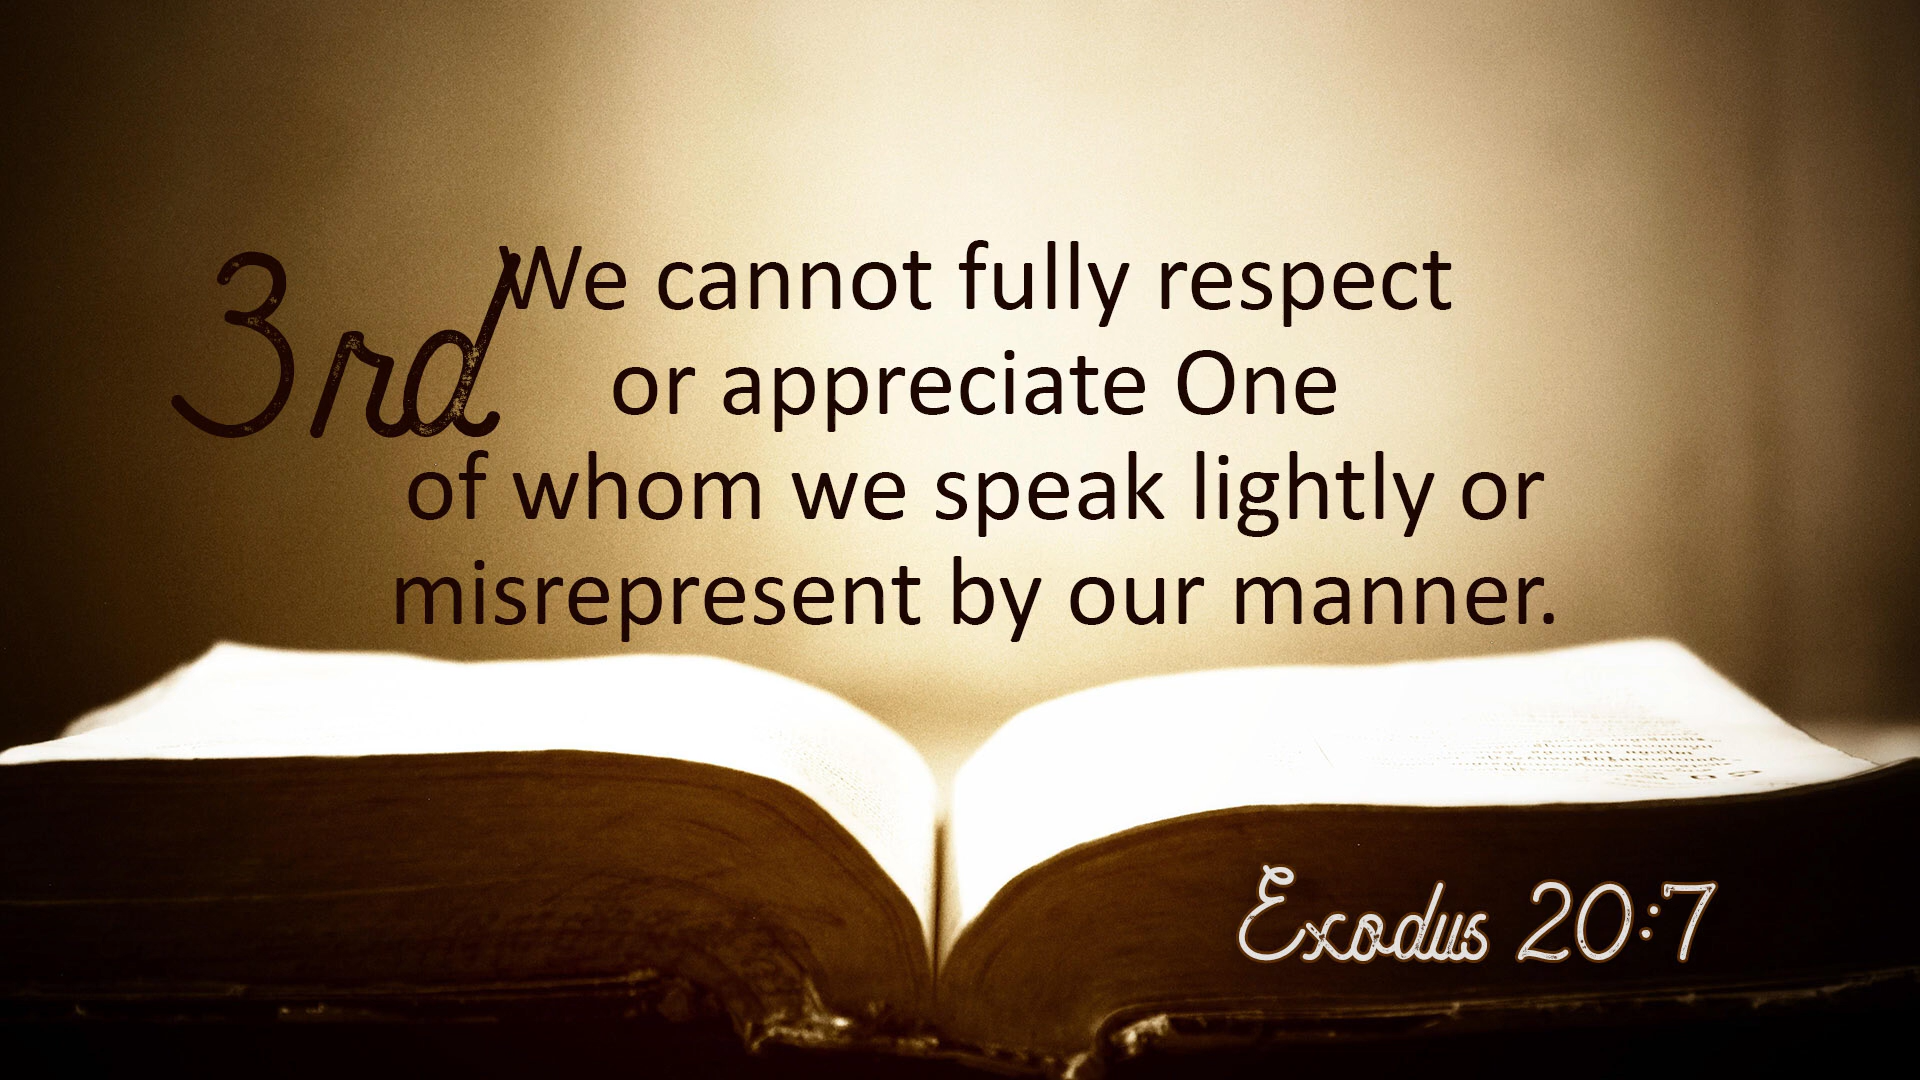 3rd
We cannot fully respect
or appreciate One
of whom we speak lightly or
misrepresent by our manner.
Exodus 20:7